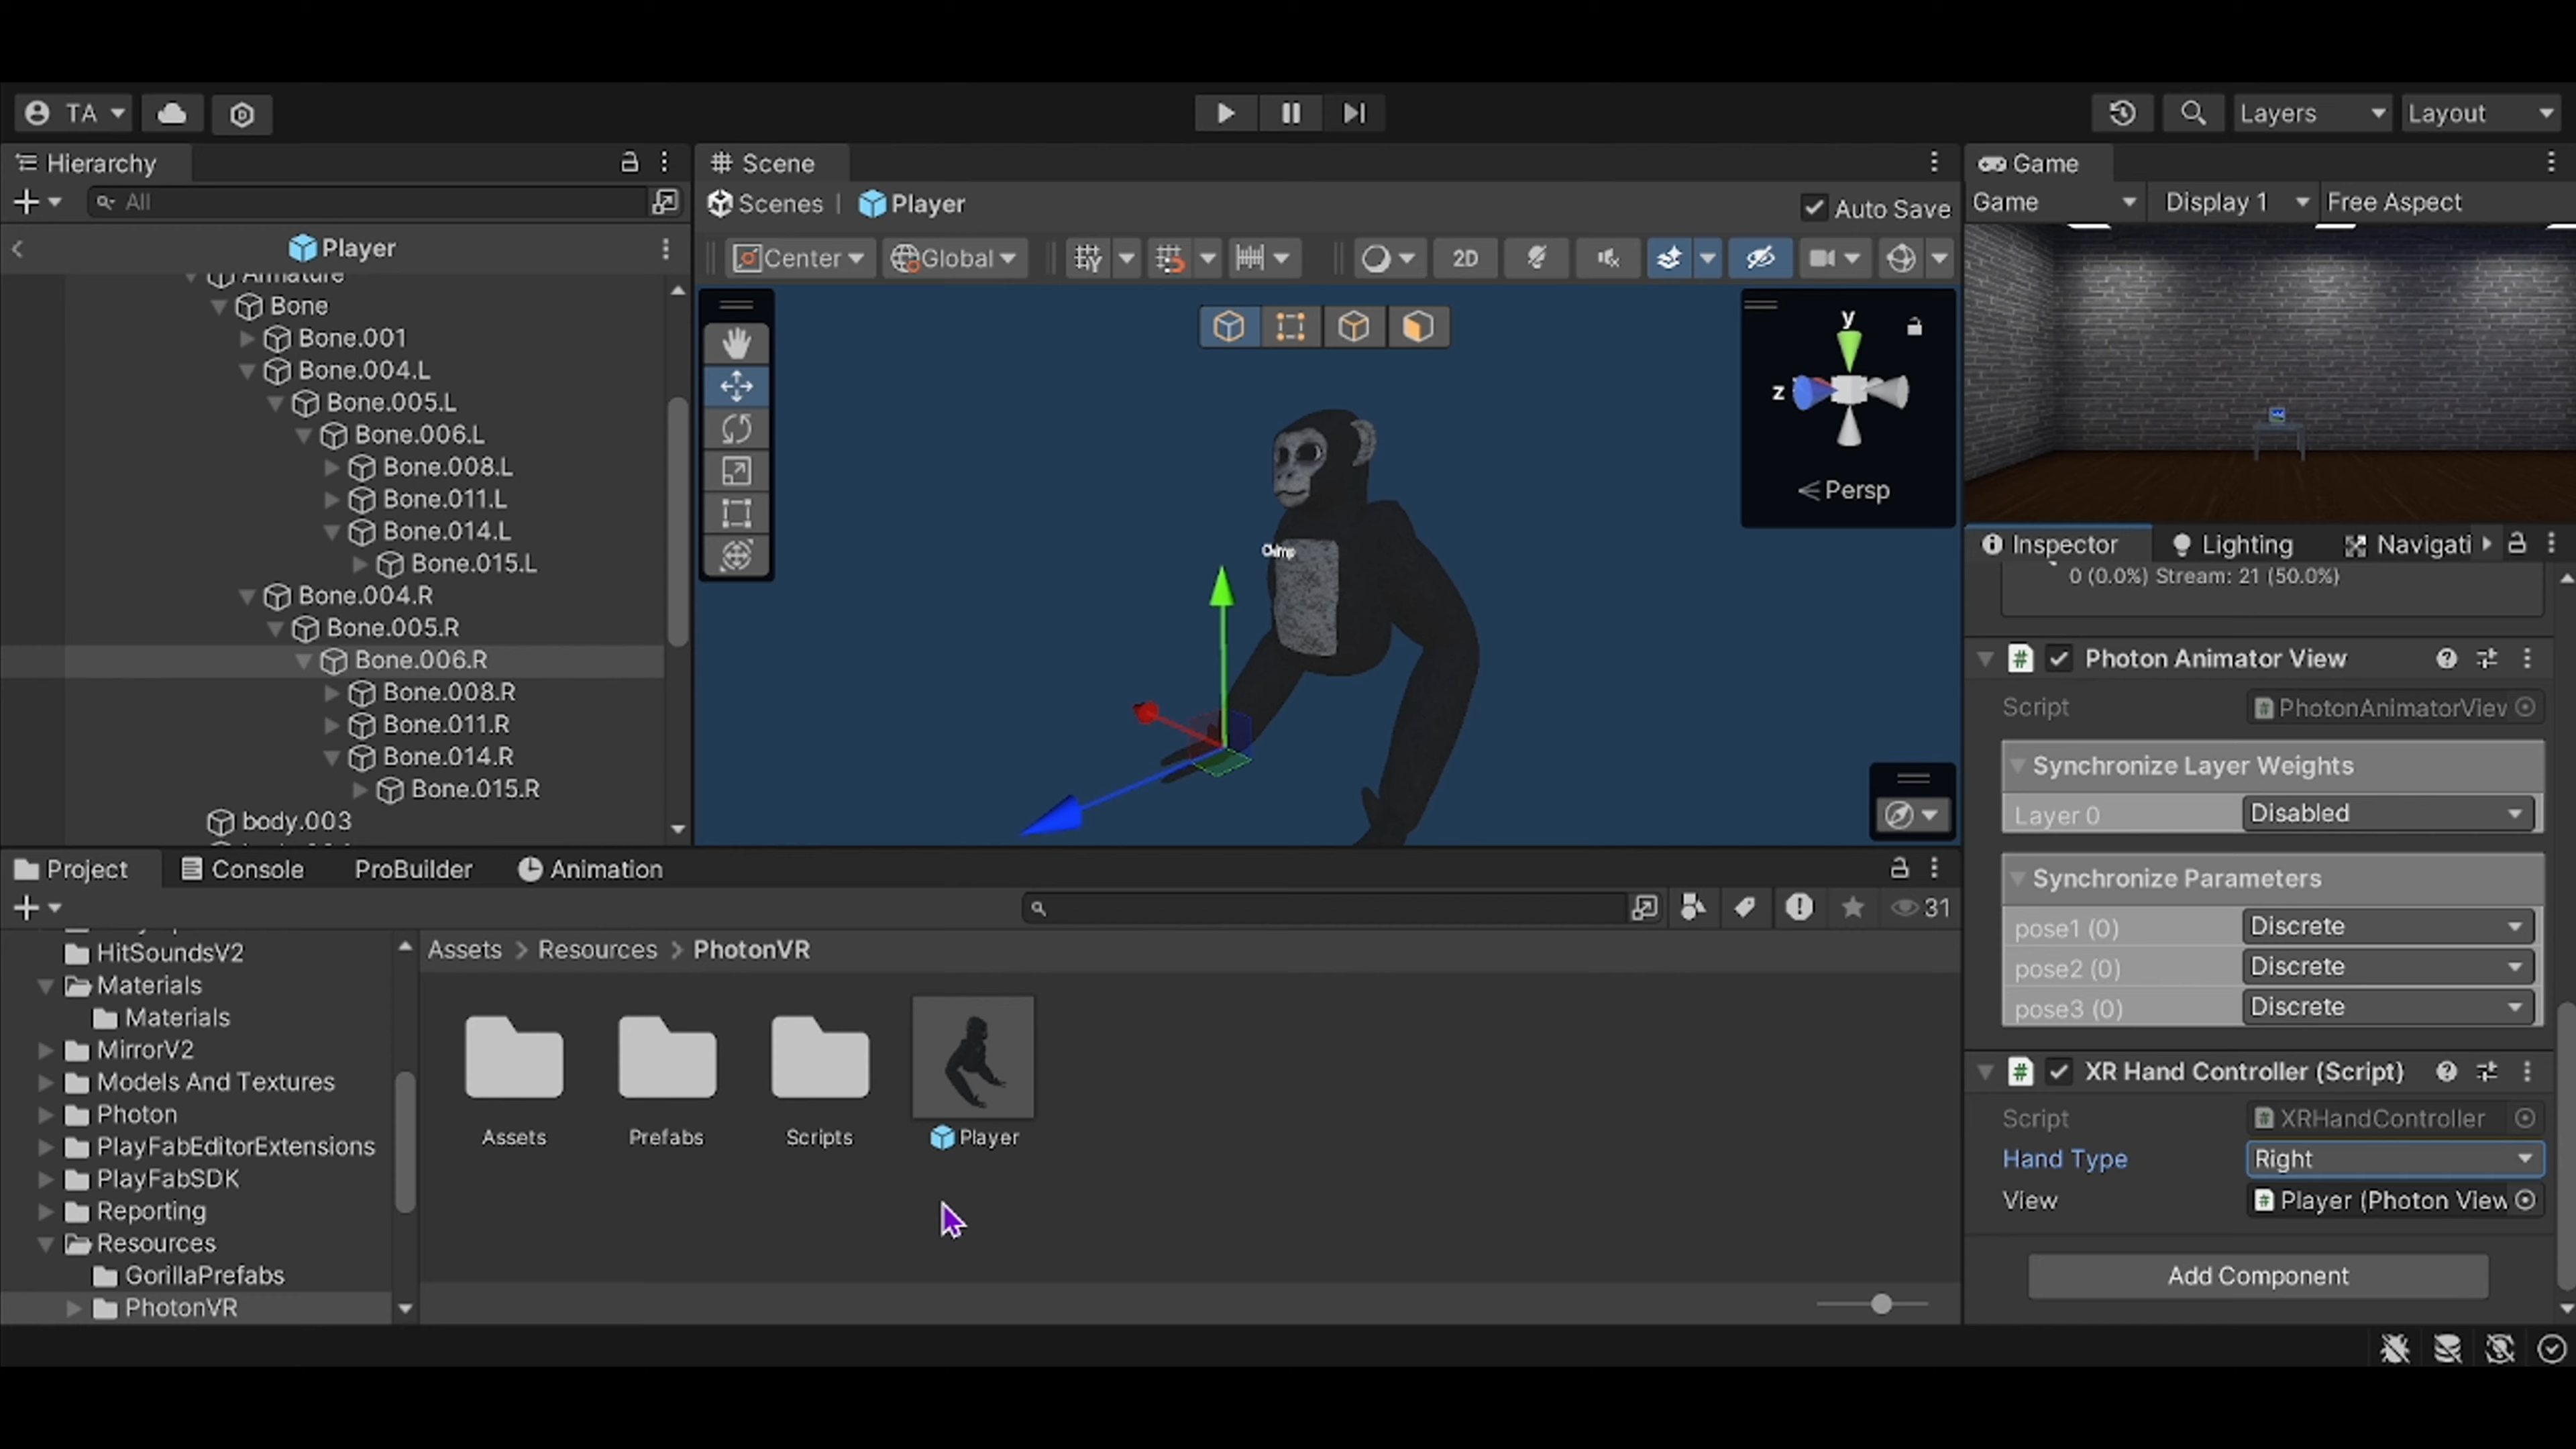 TA
Layers
Layout
Hierarchy
All
Player
Armature
Bone
Bone.001
Bone.004.L
Bone.005.L
Bone.006.L
Bone.008.L
Bone.011.L
Bone.014.L
Bone.015.L
Bone.004.R
Bone.005.R
Bone.006.R
Bone.008.R
Bone.011.R
Bone.014.R
Bone.015.R
body.003
Scene
Scenes | Player
Auto Save
Center
Global
2D
y
z
Persp
Chimp
Game
Game
Display 1
Free Aspect
Inspector
Lighting
Navigati
0 (0.0%) Stream: 21 (50.0%)
Photon Animator View
Script
PhotonAnimatorView
Synchronize Layer Weights
Layer 0
Disabled
Synchronize Parameters
pose1 (0)
Discrete
pose2 (0)
Discrete
pose3 (0)
Discrete
XR Hand Controller (Script)
Script
XRHandController
Hand Type
Right
View
Player (Photon View
Add Component
Project
Console
ProBuilder
Animation
31
HitSoundsV2
Materials
Materials
MirrorV2
Models And Textures
Photon
PlayFabEditorExtensions
PlayFabSDK
Reporting
Resources
GorillaPrefabs
PhotonVR
Assets > Resources > PhotonVR
Assets
Prefabs
Scripts
Player